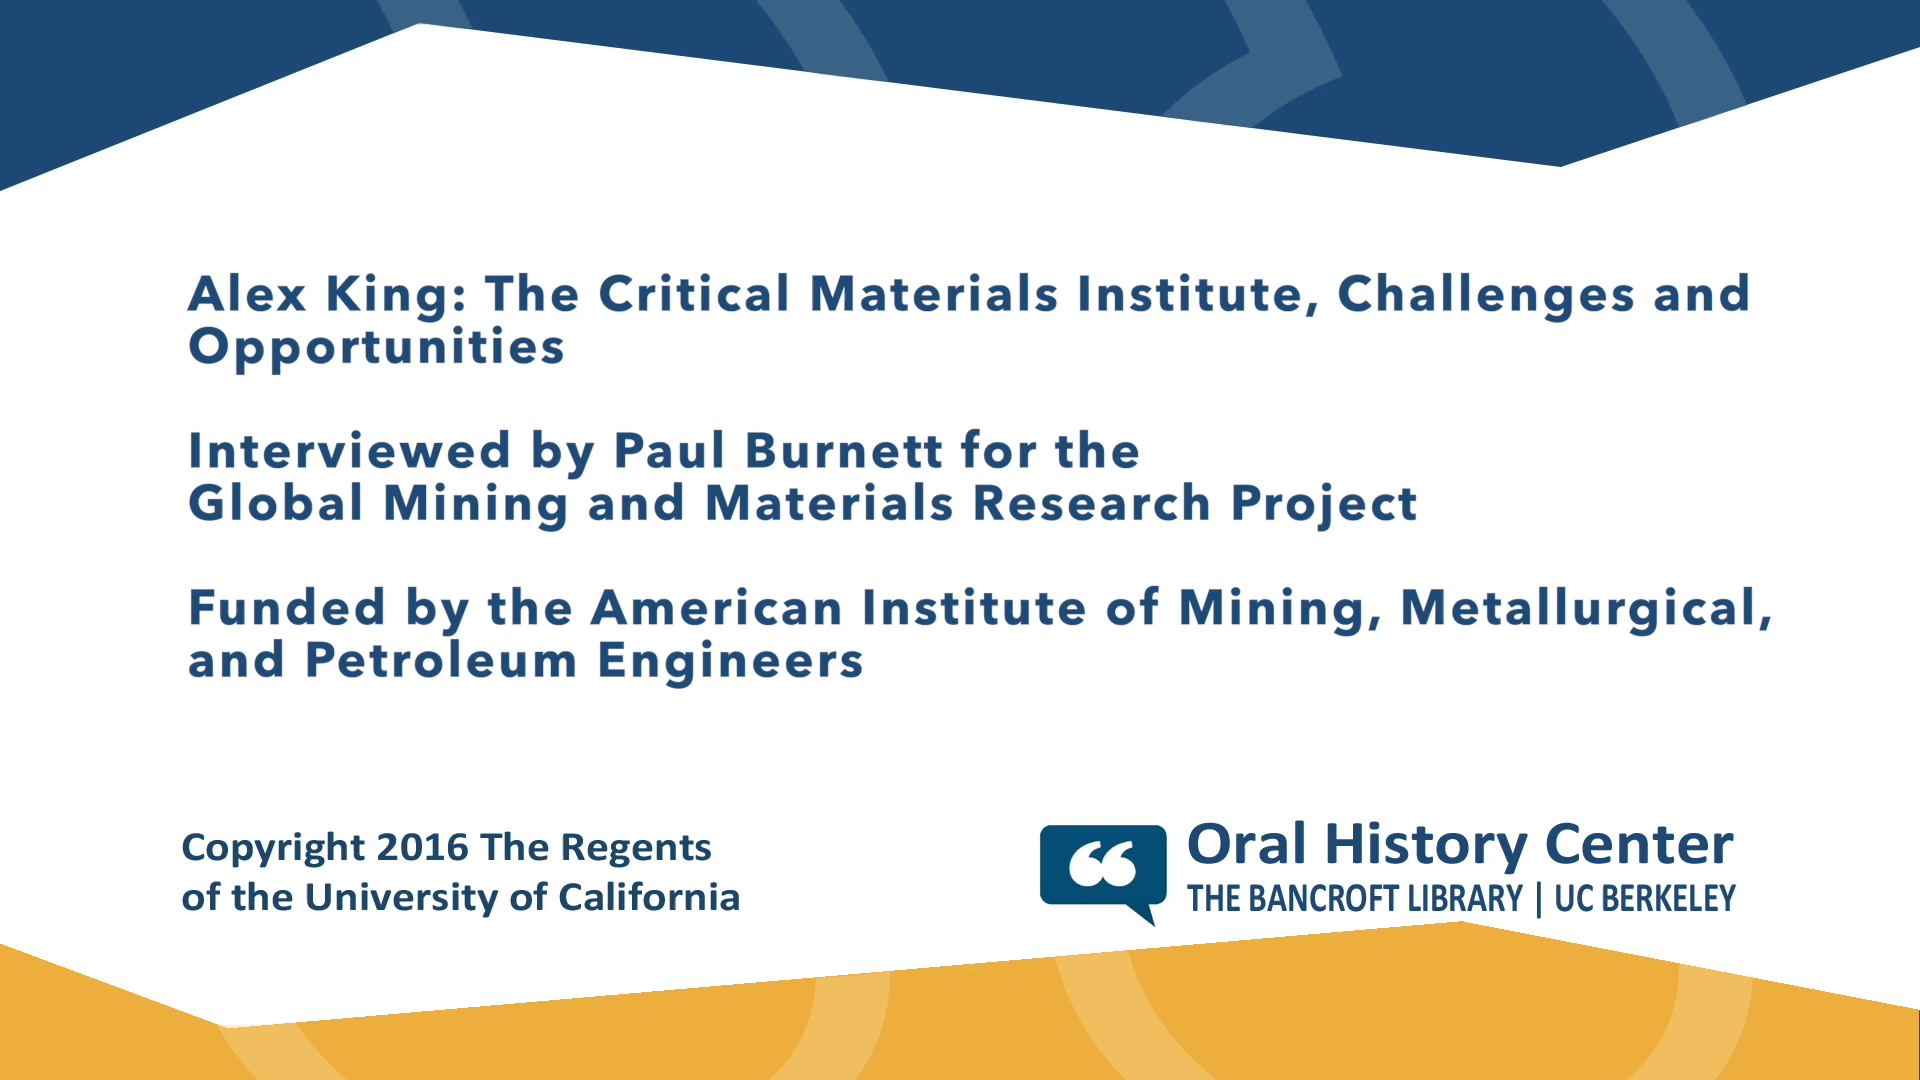 Alex King: The Critical Materials Institute, Challenges and
Opportunities
Interviewed by Paul Burnett for the
Global Mining and Materials Research Project
Funded by the American Institute of Mining, Metallurgical,
and Petroleum Engineers
Copyright 2016 The Regents
of the University of California
Oral History Center
THE BANCROFT LIBRARY | UC BERKELEY